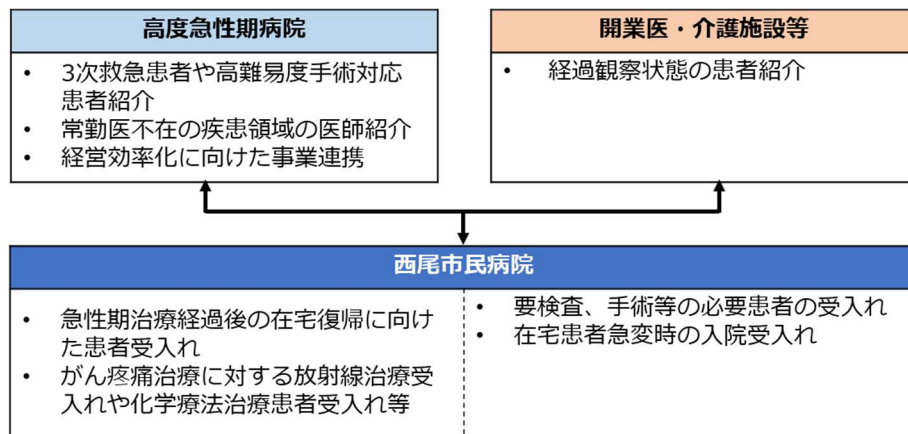 高度急性期病院
• 3次救急患者や高難易度手術対応
患者紹介
• 常勤医不在の疾患領域の医師紹介
• 経営効率化に向けた事業連携
開業医・介護施設等
• 経過観察状態の患者紹介
西尾市民病院
• 急性期治療経過後の在宅復帰に向け
た患者受入れ
• がん疼痛治療に対する放射線治療受
入れや化学療法治療患者受入れ等
• 要検査、手術等の必要患者の受入れ
• 在宅患者急変時の入院受入れ